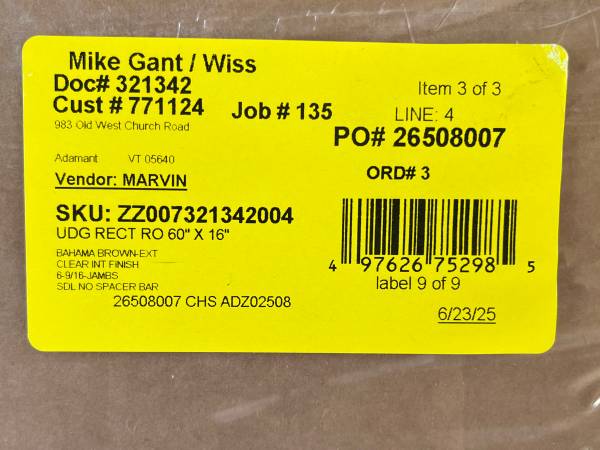 Mike Gant / Wiss
Doc# 321342
Item 3 of 3
Cust # 771124
Job # 135
LINE: 4
983 Old West Church Road
PO# 26508007
Adamant VT 05640
ORD# 3
Vendor: MARVIN
SKU: ZZ007321342004
UDG RECT RO 60" X 16"
BAHAMA BROWN-EXT
CLEAR INT FINISH
6-9/16-JAMBS
SDL NO SPACER BAR
4 97626 75298 5
label 9 of 9
26508007 CHS ADZ02508
6/23/25